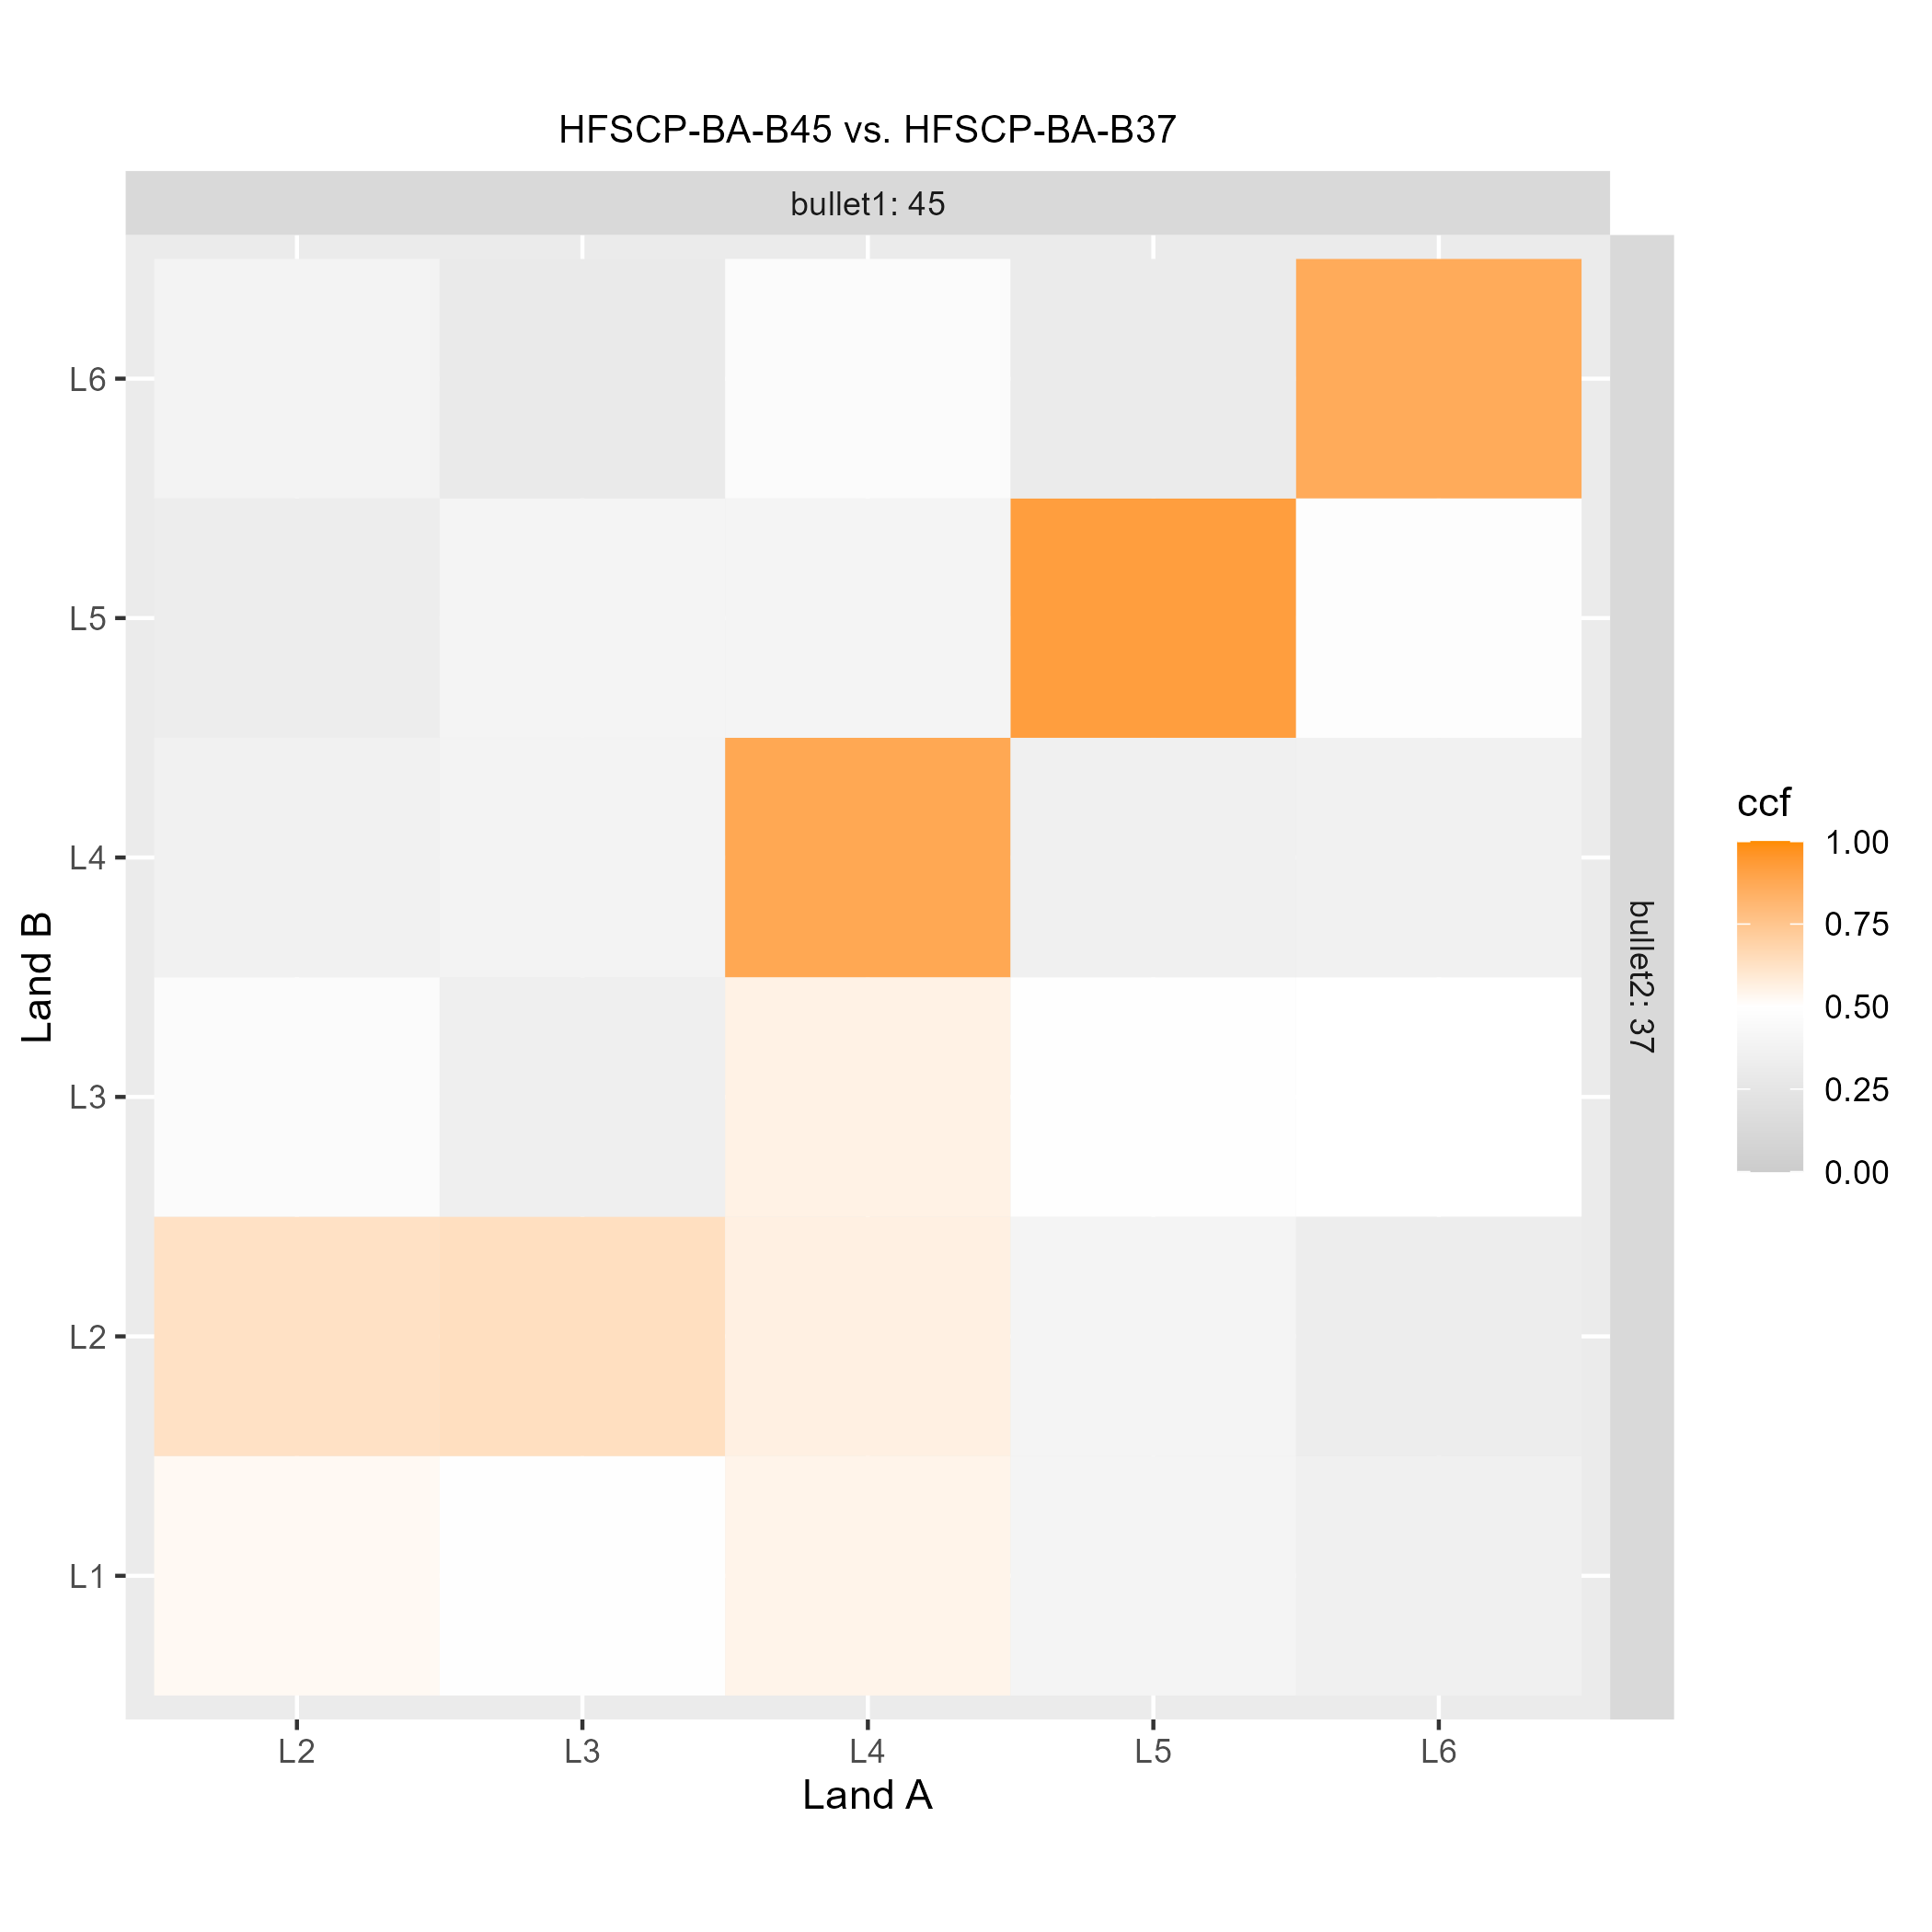 HFSCP-BA-B45 vs. HFSCP-BA-B37
bullet1: 45
L6
L5
L4
L3
L2
L1
Land B
bullet2: 37
L2
L3
L4
L5
L6
Land A
ccf
1.00
0.75
0.50
0.25
0.00